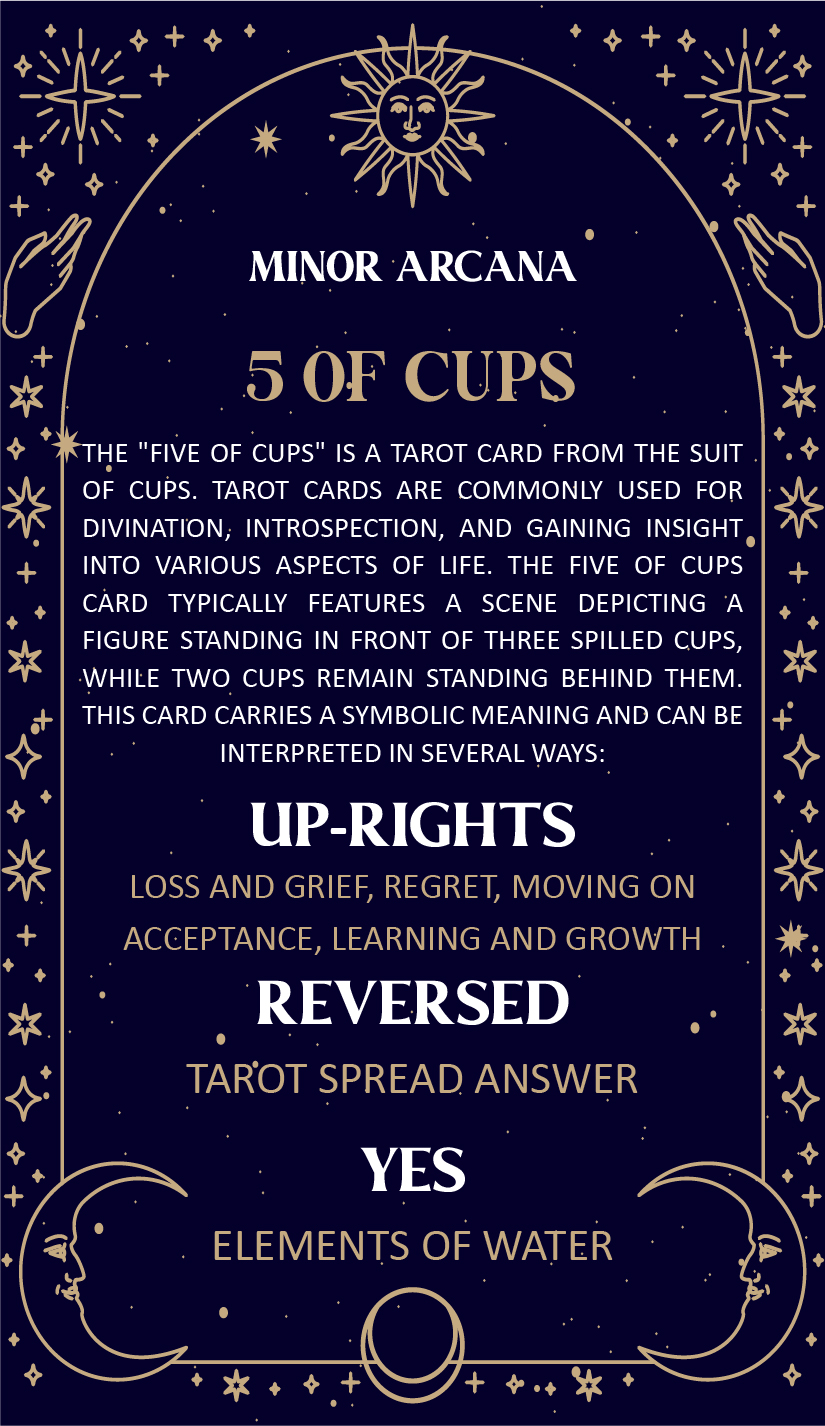 MINOR ARCANA
5 OF CUPS
THE "FIVE OF CUPS" IS A TAROT CARD FROM THE SUIT
OF CUPS. TAROT CARDS ARE COMMONLY USED FOR
DIVINATION, INTROSPECTION, AND GAINING INSIGHT
INTO VARIOUS ASPECTS OF LIFE. THE FIVE OF CUPS
CARD TYPICALLY FEATURES A SCENE DEPICTING A
FIGURE STANDING IN FRONT OF THREE SPILLED CUPS,
WHILE TWO CUPS REMAIN STANDING BEHIND THEM.
THIS CARD CARRIES A SYMBOLIC MEANING AND CAN BE
INTERPRETED IN SEVERAL WAYS:
UP-RIGHTS
LOSS AND GRIEF, REGRET, MOVING ON
ACCEPTANCE, LEARNING AND GROWTH
REVERSED
TAROT SPREAD ANSWER
YES
ELEMENTS OF WATER